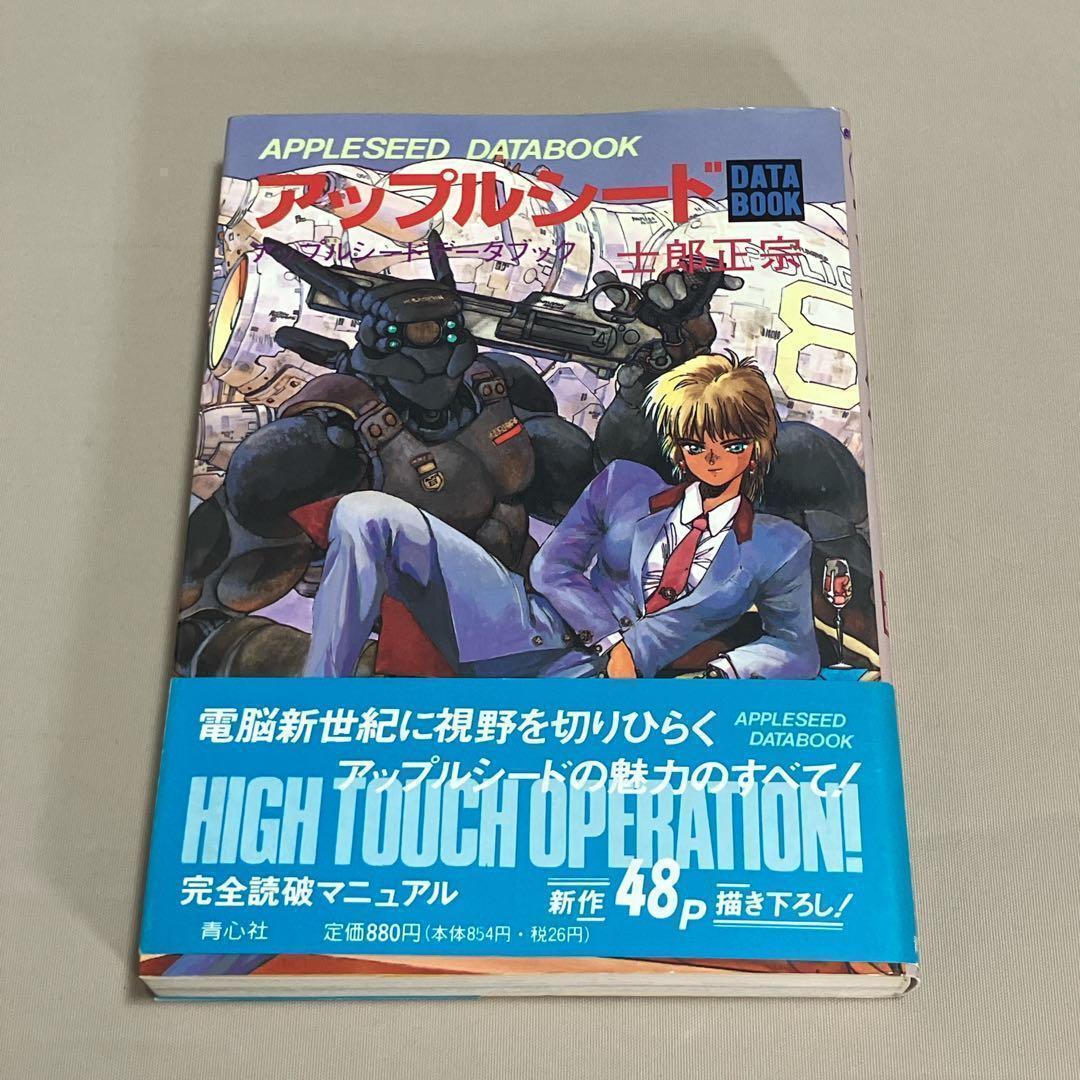 APPLESEED DATABOOK
アップルシード
DATA
BOOK
アップルシードデータブック
士郎正宗
8
電脳新世紀に視野を切りひらく
アップルシードの魅力のすべて!
APPLESEED
DATABOOK
HIGH TOUCH OPERATION!
完全読破マニュアル
新作48P描き下ろし!
青心社
定価880円(本体854円・税26円)